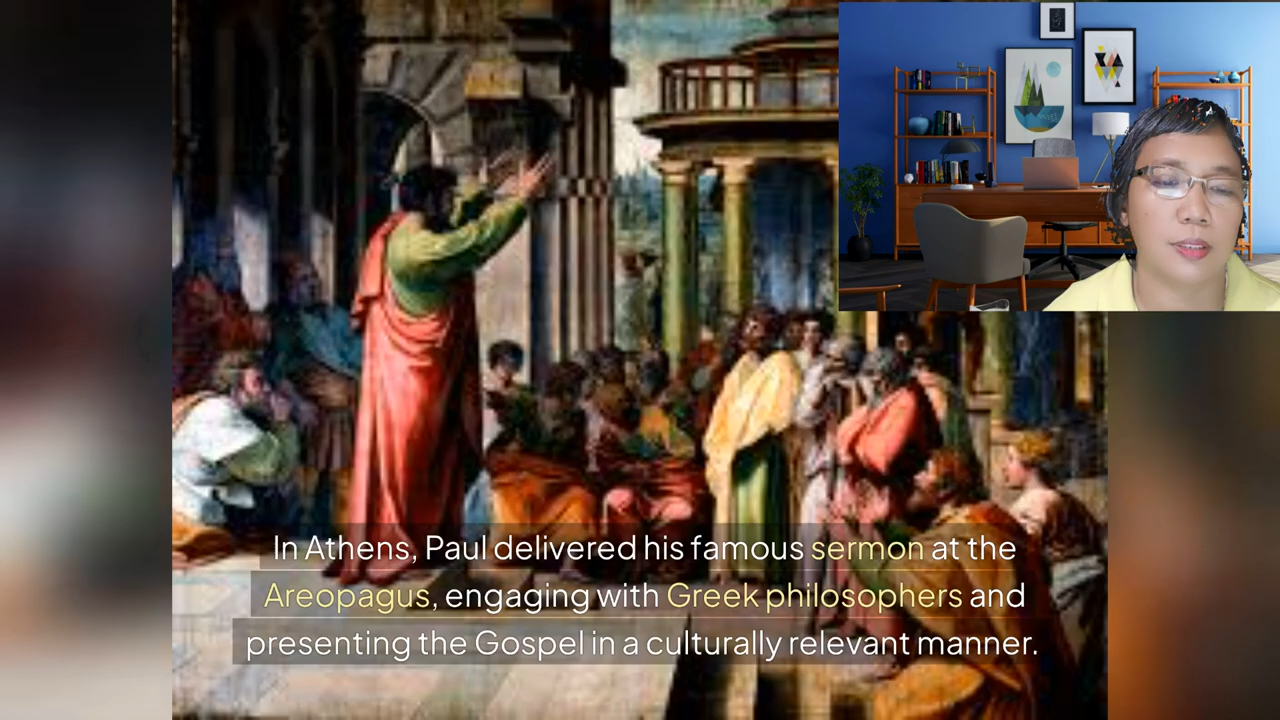 In Athens, Paul delivered his famous sermon at the
Areopagus, engaging with Greek philosophers and
presenting the Gospel in a culturally relevant manner.